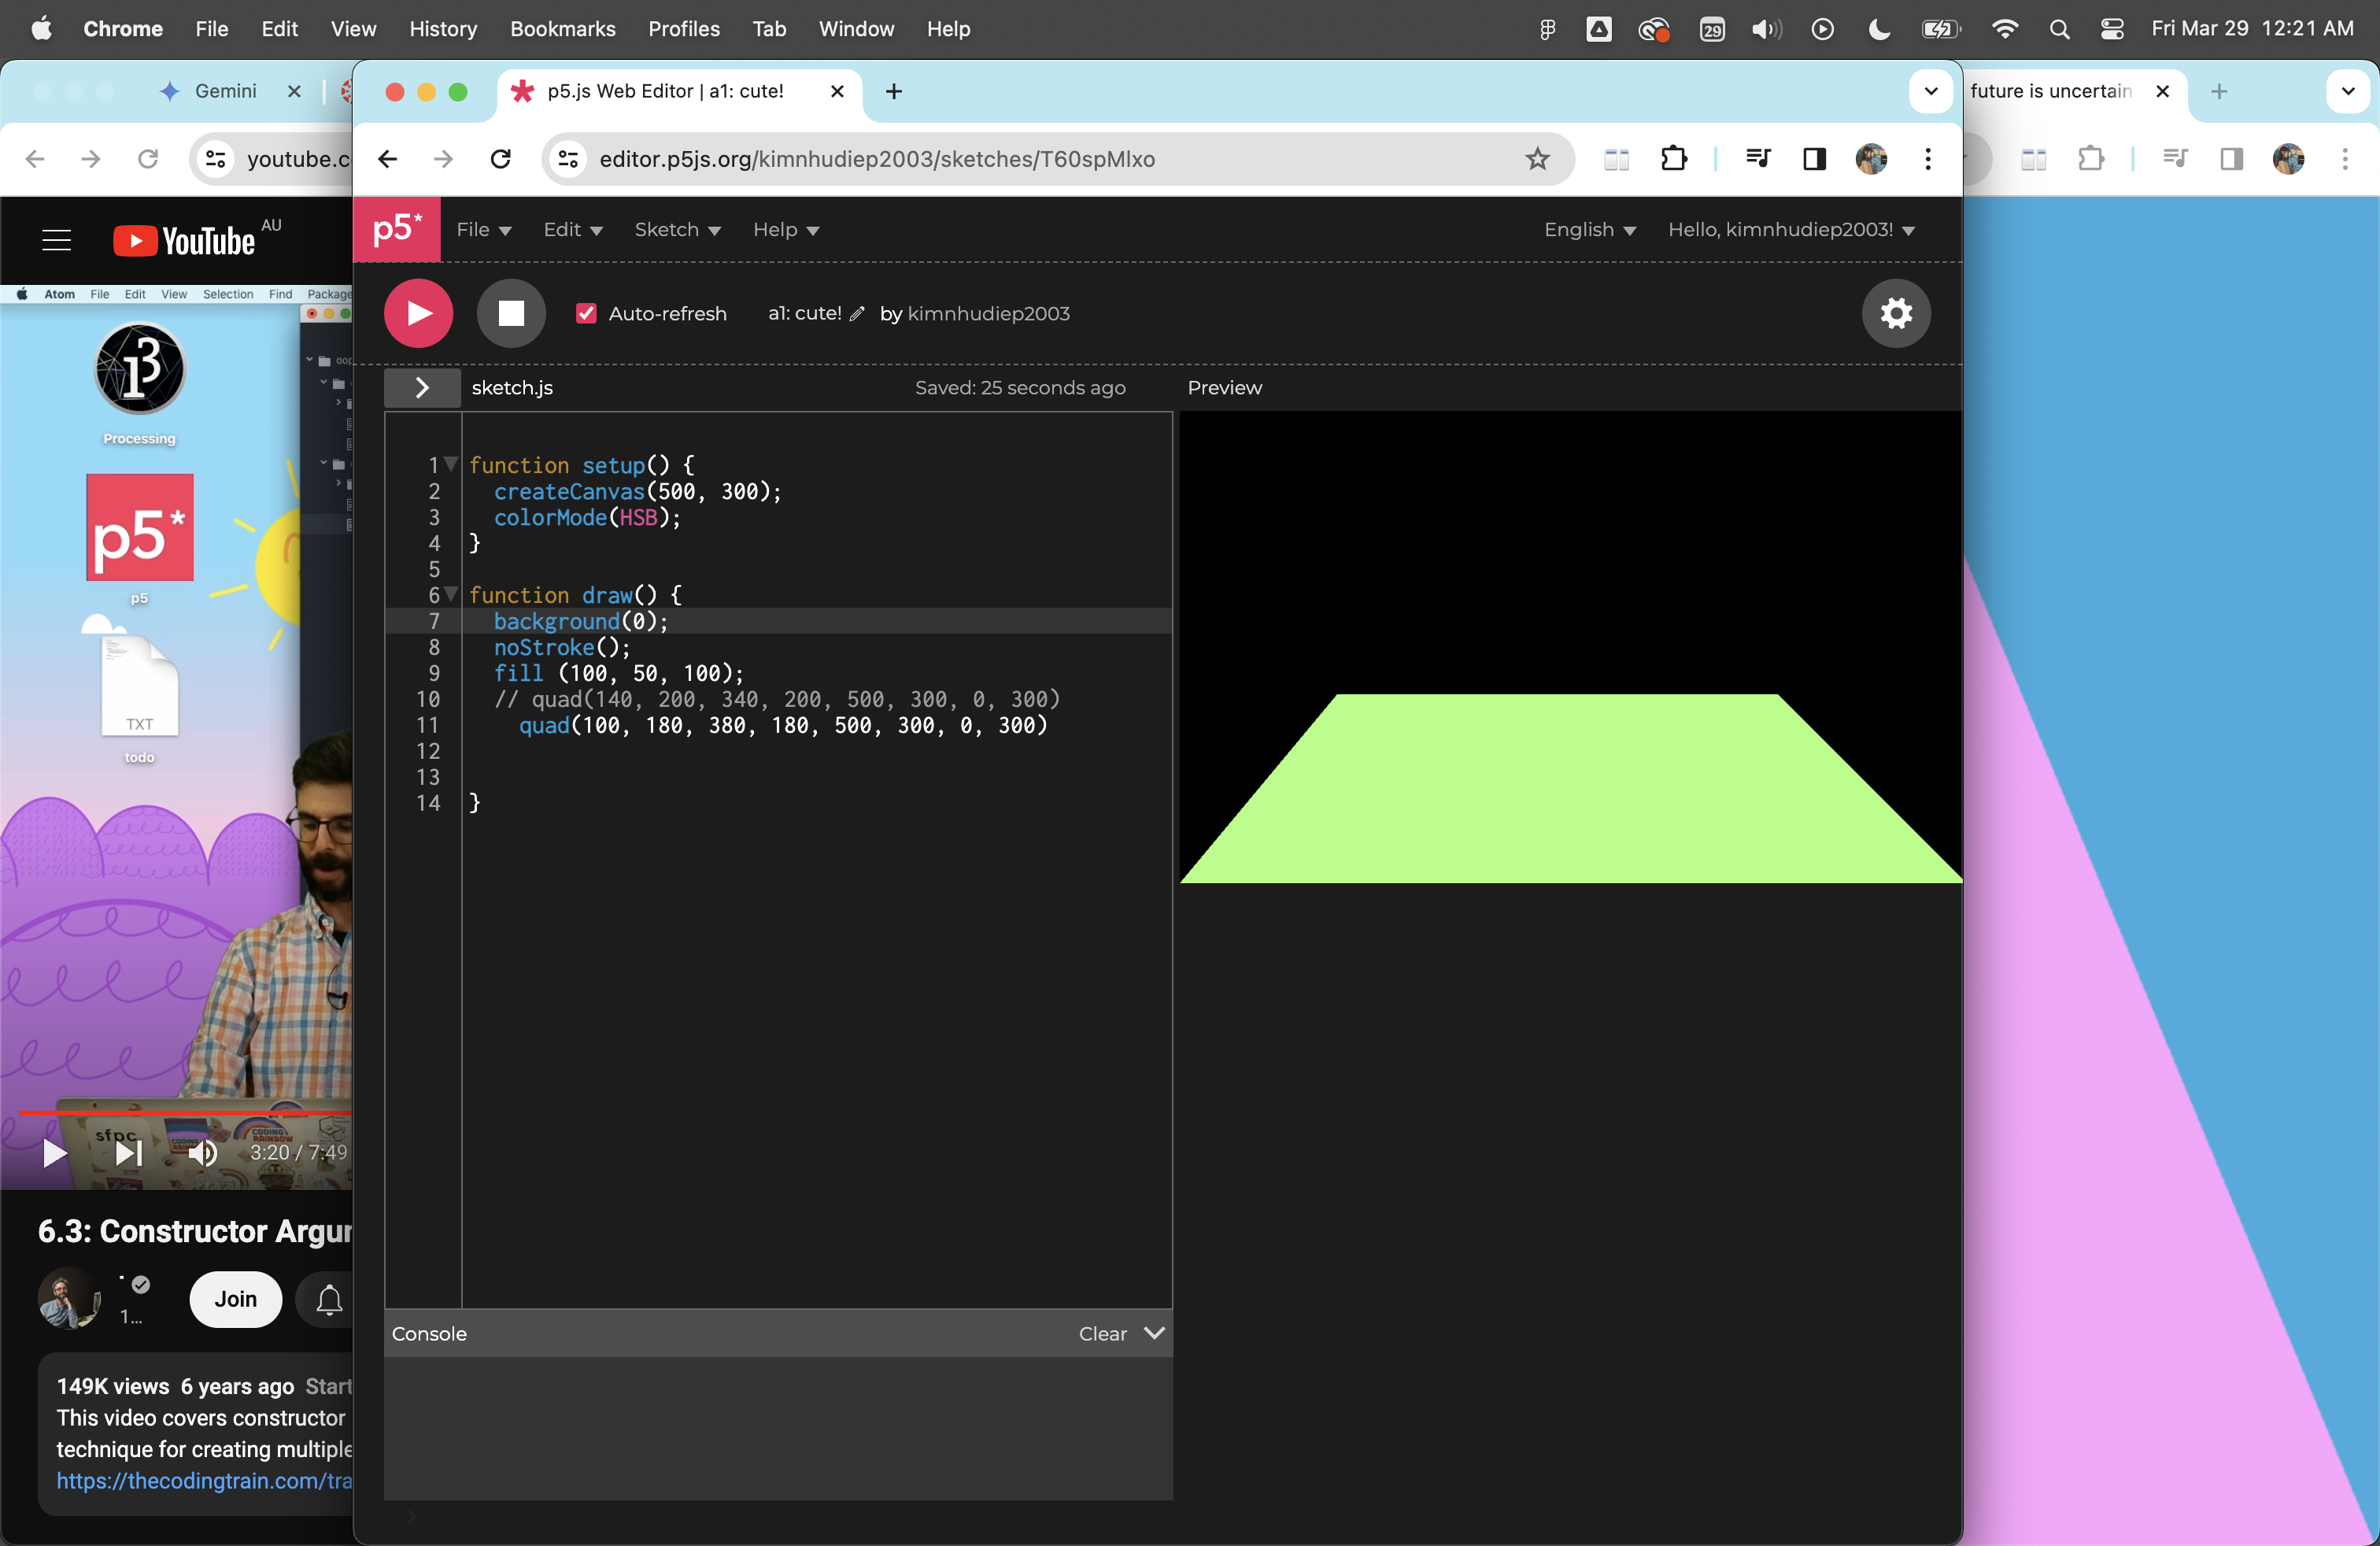 Chrome File Edit View History Bookmarks Profiles Tab Window Help 29 Fri Mar 29 12:21 AM
Gemini
p5.js Web Editor | a1: cute!
future is uncertain
youtube.c
editor.p5js.org/kimnhudiep2003/sketches/T60spMlxo
YouTube AU
p5* File Edit Sketch Help English Hello, kimnhudiep2003!
Auto-refresh a1: cute! by kimnhudiep2003
sketch.js Saved: 25 seconds ago Preview
1 function setup() {
2 createCanvas(500, 300);
3 colorMode(HSB);
4 }
5
6 function draw() {
7 background(0);
8 noStroke();
9 fill (100, 50, 100);
10 // quad(140, 200, 340, 200, 500, 300, 0, 300)
11 quad(100, 180, 380, 180, 500, 300, 0, 300)
12
13
14 }
Console Clear
Atom File Edit View Selection Find Package
Processing
p5*
p5
TXT
todo
sfpc
CODING RAINBOW
3:20 / 7:49
6.3: Constructor Argu
1...
Join
149K views 6 years ago Start
This video covers constructor
technique for creating multiple
https://thecodingtrain.com/tra